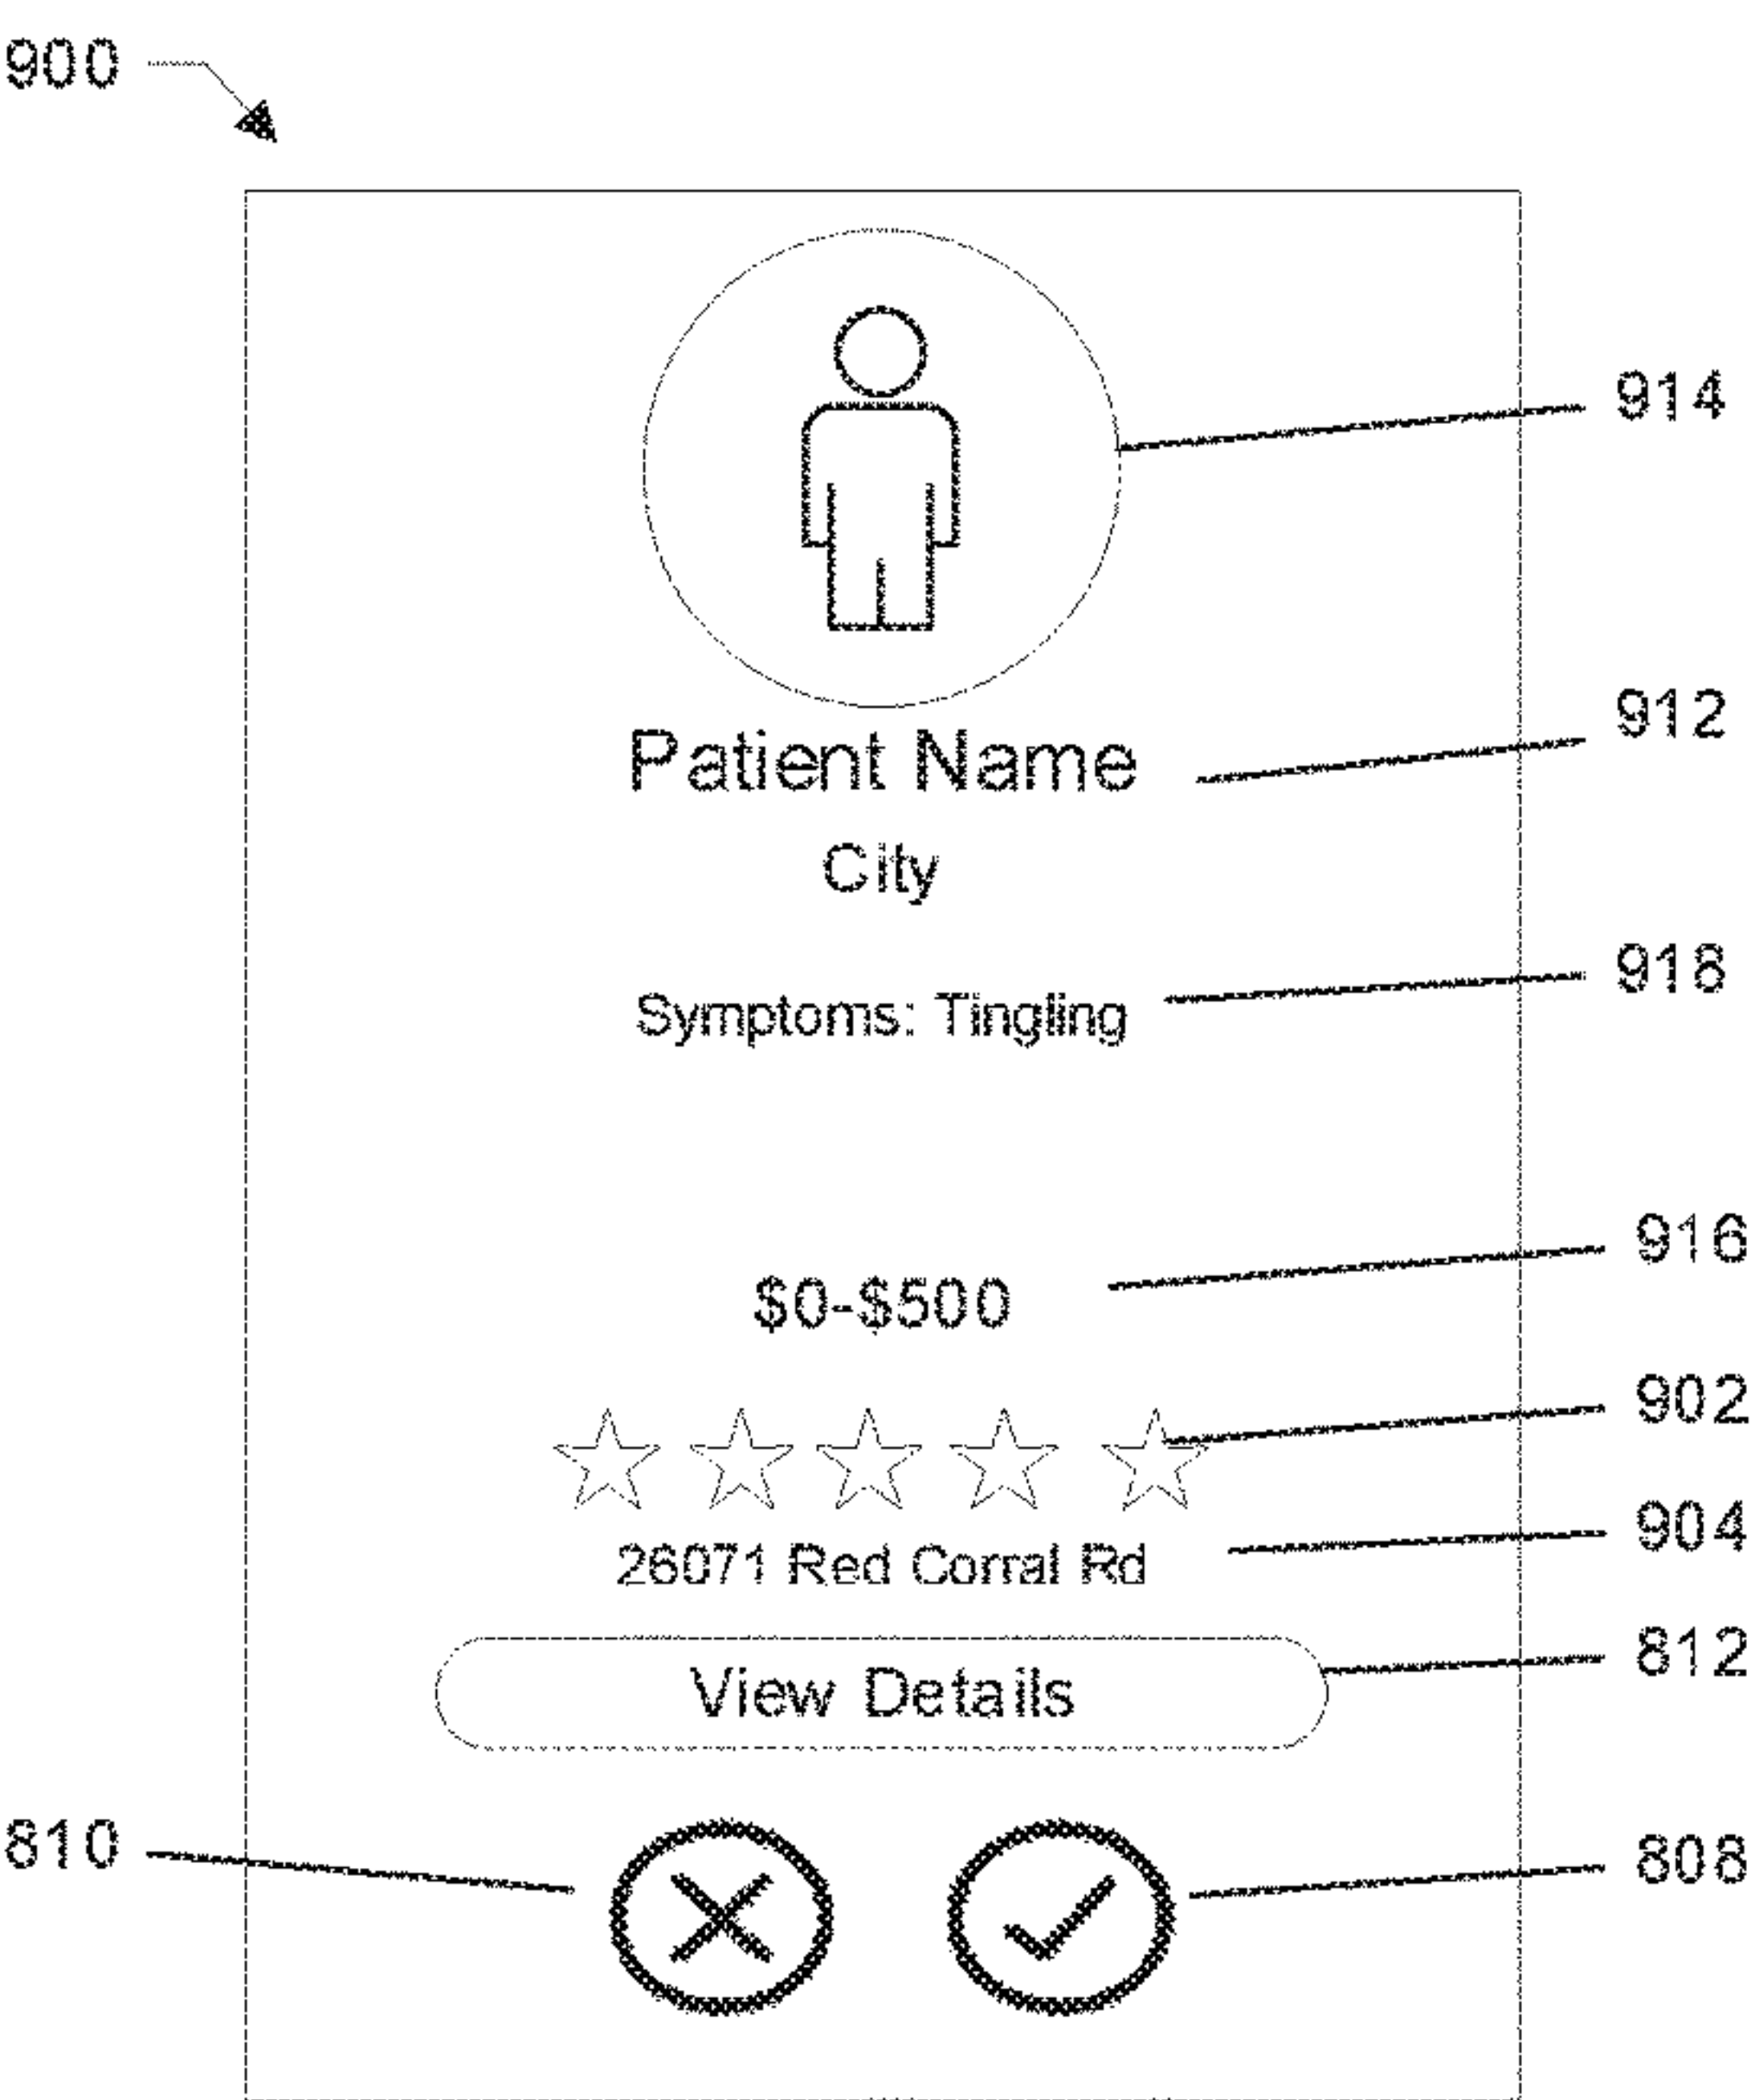 900
914
Patient Name
912
City
Symptoms: Tingling
918
$0-$500
916
902
26071 Red Corral Rd
904
View Details
812
810
808